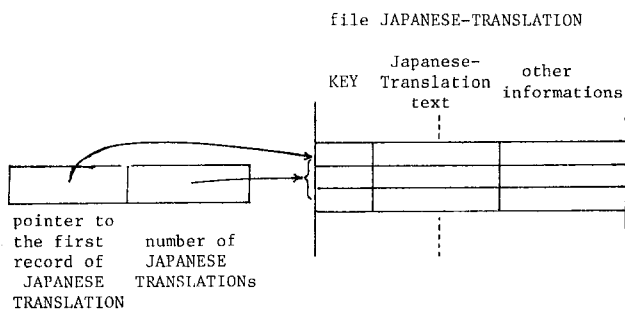 file JAPANESE-TRANSLATION
KEY
Japanese-
Translation
text
other
informations
pointer to
the first
record of
JAPANESE
TRANSLATION
number of
JAPANESE
TRANSLATIONs